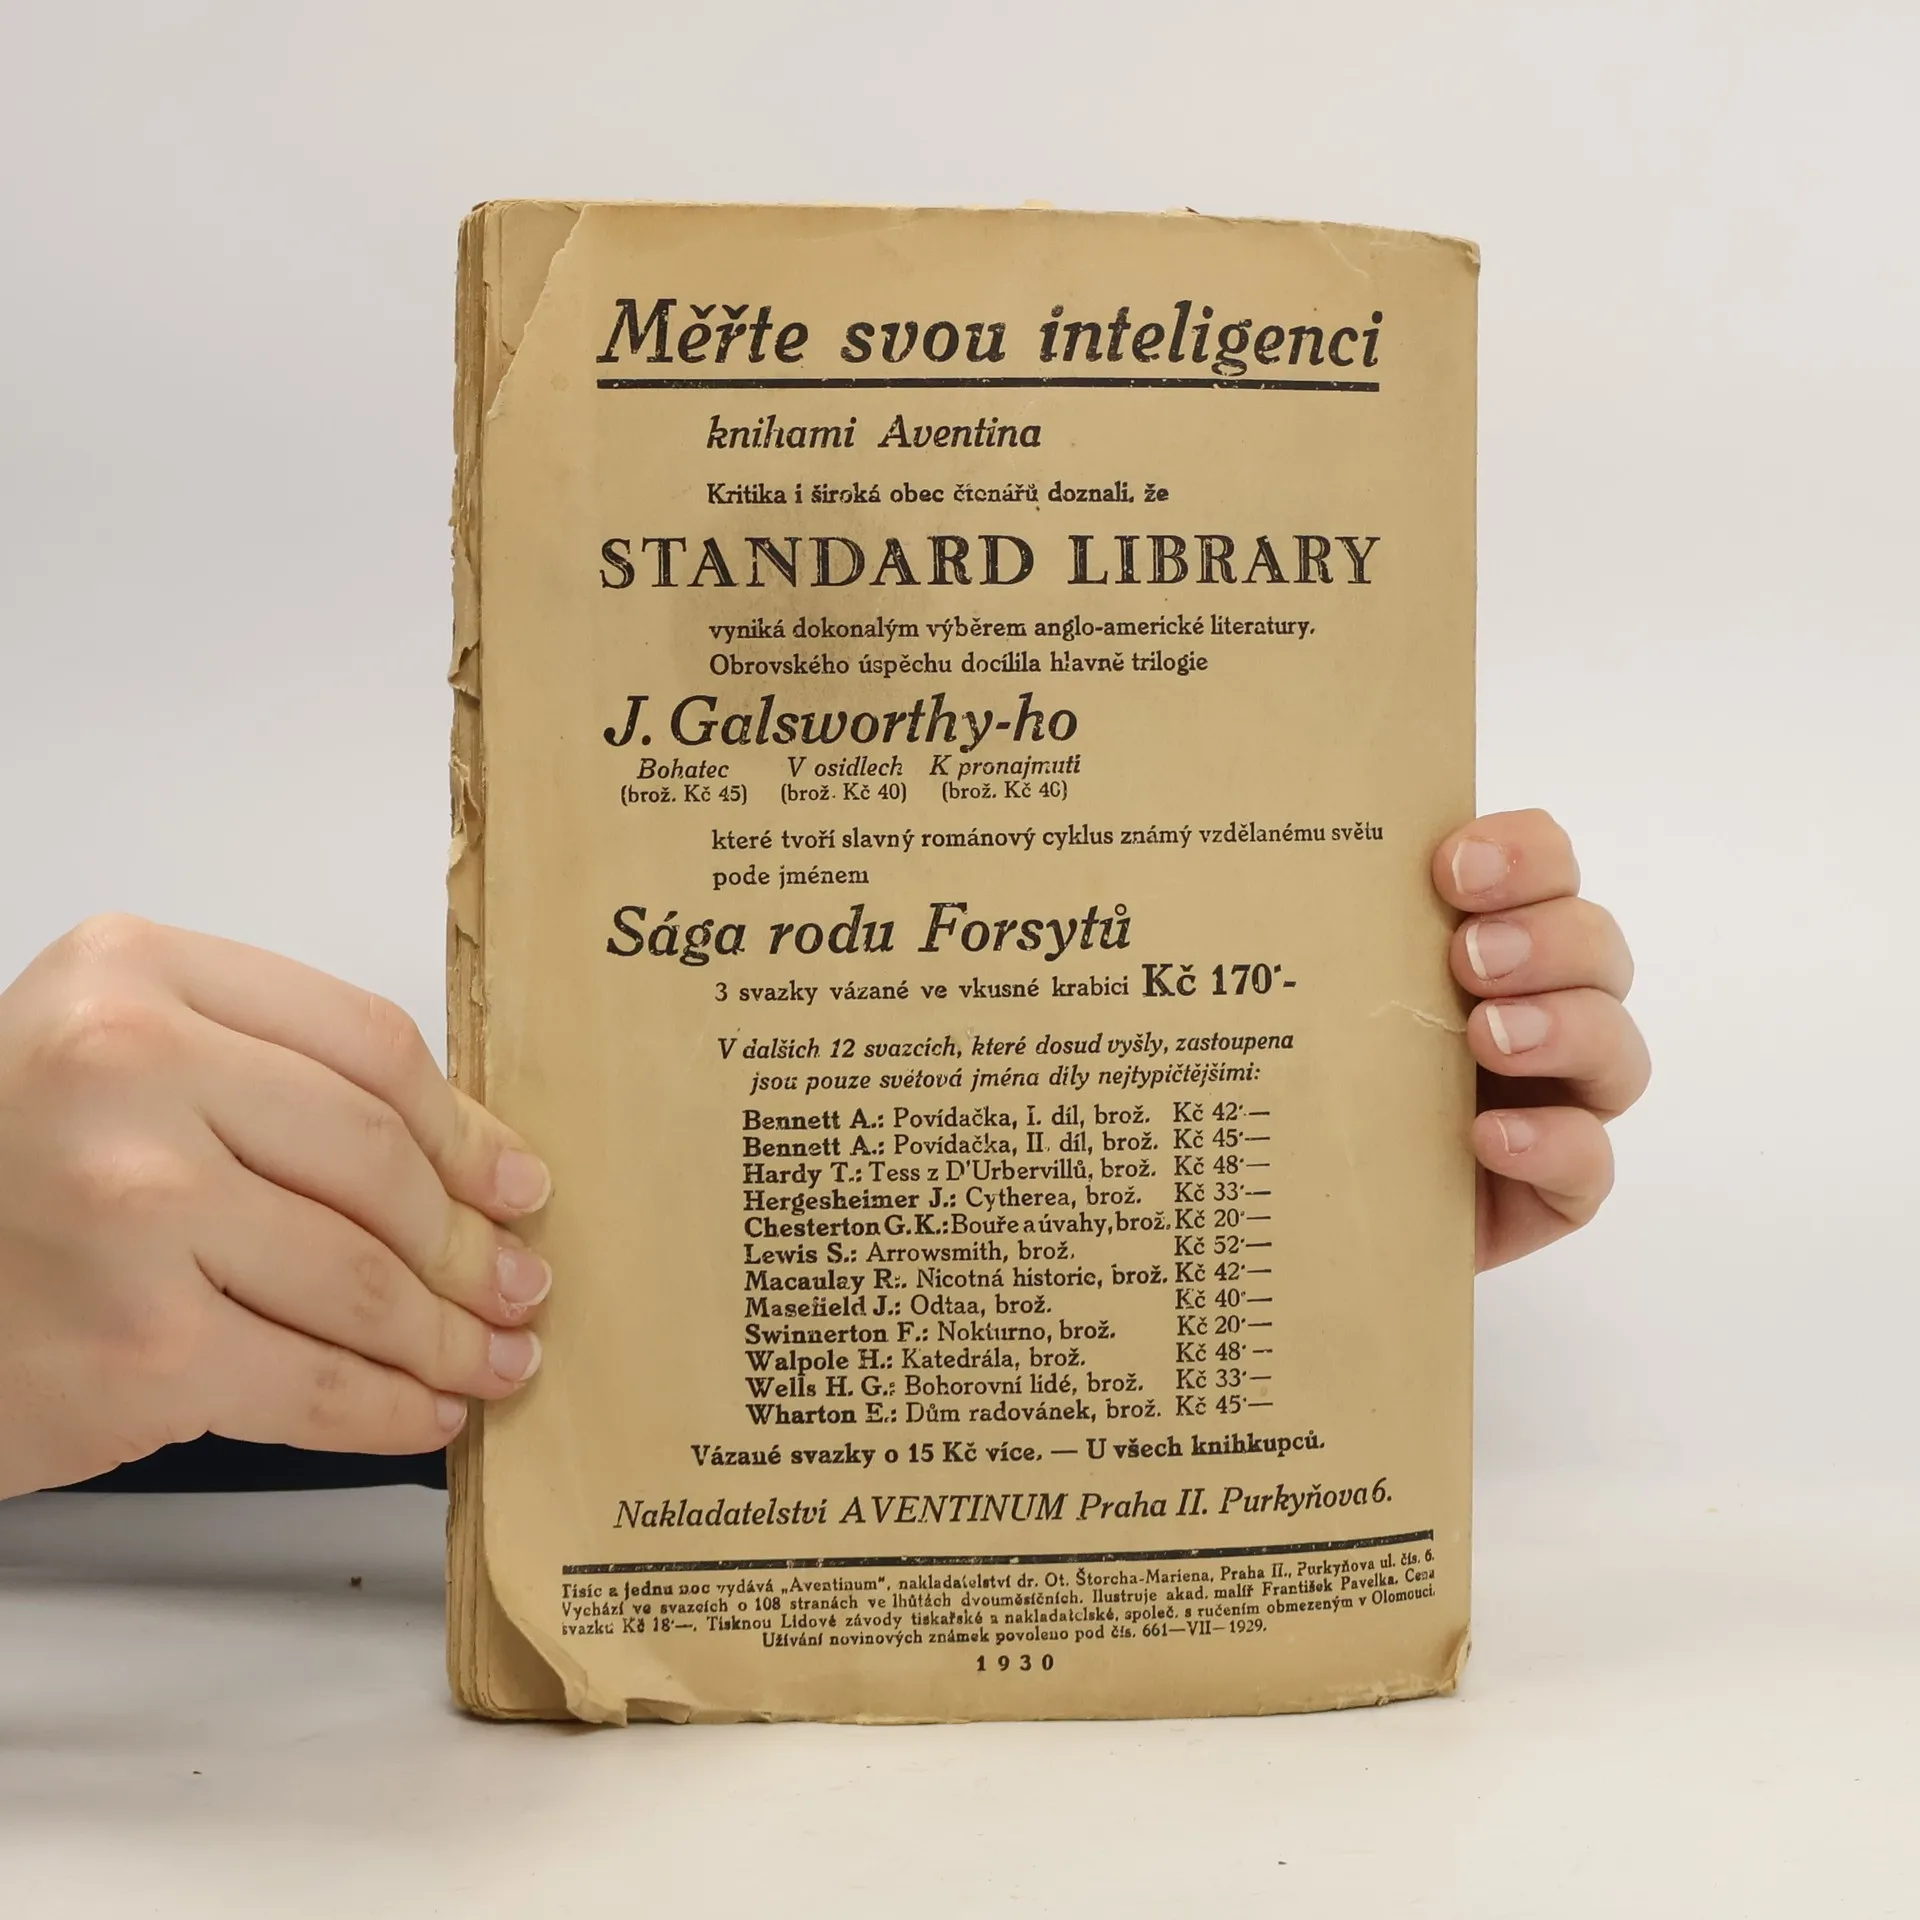 Měřte svou inteligenci
knihami Aventina
Kritika i široká obec čtenářů doznali, že
STANDARD LIBRARY
vyniká dokonalým výběrem anglo-americké literatury.
Obrovského úspěchu docílila hlavně trilogie
J. Galsworthy-ho
Bohatec V osidlech K pronajmutí
(brož. Kč 45) (brož. Kč 40) (brož. Kč 40)
které tvoří slavný románový cyklus známý vzdělanému světu
pode jménem
Sága rodu Forsytů
3 svazky vázané ve vkusné krabici Kč 170·-
V dalších 12 svazcích, které dosud vyšly, zastoupena
jsou pouze světová jména díly nejtypičtějšími:
Bennett A.: Povídačka, I. díl, brož. Kč 42·—
Bennett A.: Povídačka, II. díl, brož. Kč 45·—
Hardy T.: Tess z D'Urbervillů, brož. Kč 48·—
Hergesheimer J.: Cytherea, brož. Kč 33·—
Chesterton G. K.: Bouře a úvahy, brož. Kč 20·—
Lewis S.: Arrowsmith, brož. Kč 52·—
Macaulay R.: Nicotná historie, brož. Kč 42·—
Masefield J.: Odtaa, brož. Kč 40·—
Swinnerton F.: Nokturno, brož. Kč 20·—
Walpole H.: Katedrála, brož. Kč 48·—
Wells H. G.: Bohorovní lidé, brož. Kč 33·—
Wharton E.: Dům radovánek, brož. Kč 45·—
Vázané svazky o 15 Kč více. — U všech knihkupců.
Nakladatelství AVENTINUM Praha II. Purkyňova 6.
Tisíc a jednu noc vydává „Aventinum“, nakladatelství dr. Ot. Štorcha-Mariena, Praha II., Purkyňova ul. čís. 6.
Vychází ve svazcích o 108 stranách ve lhůtách dvouměsíčních. Ilustruje akad. malíř František Pavelka. Cena
svazku Kč 18·—. Tisknou Lidové závody tiskařské a nakladatelské, společ. s ručením obmezeným v Olomouci.
Užívání novinových známek povoleno pod čís. 661—VII—1929.
1930